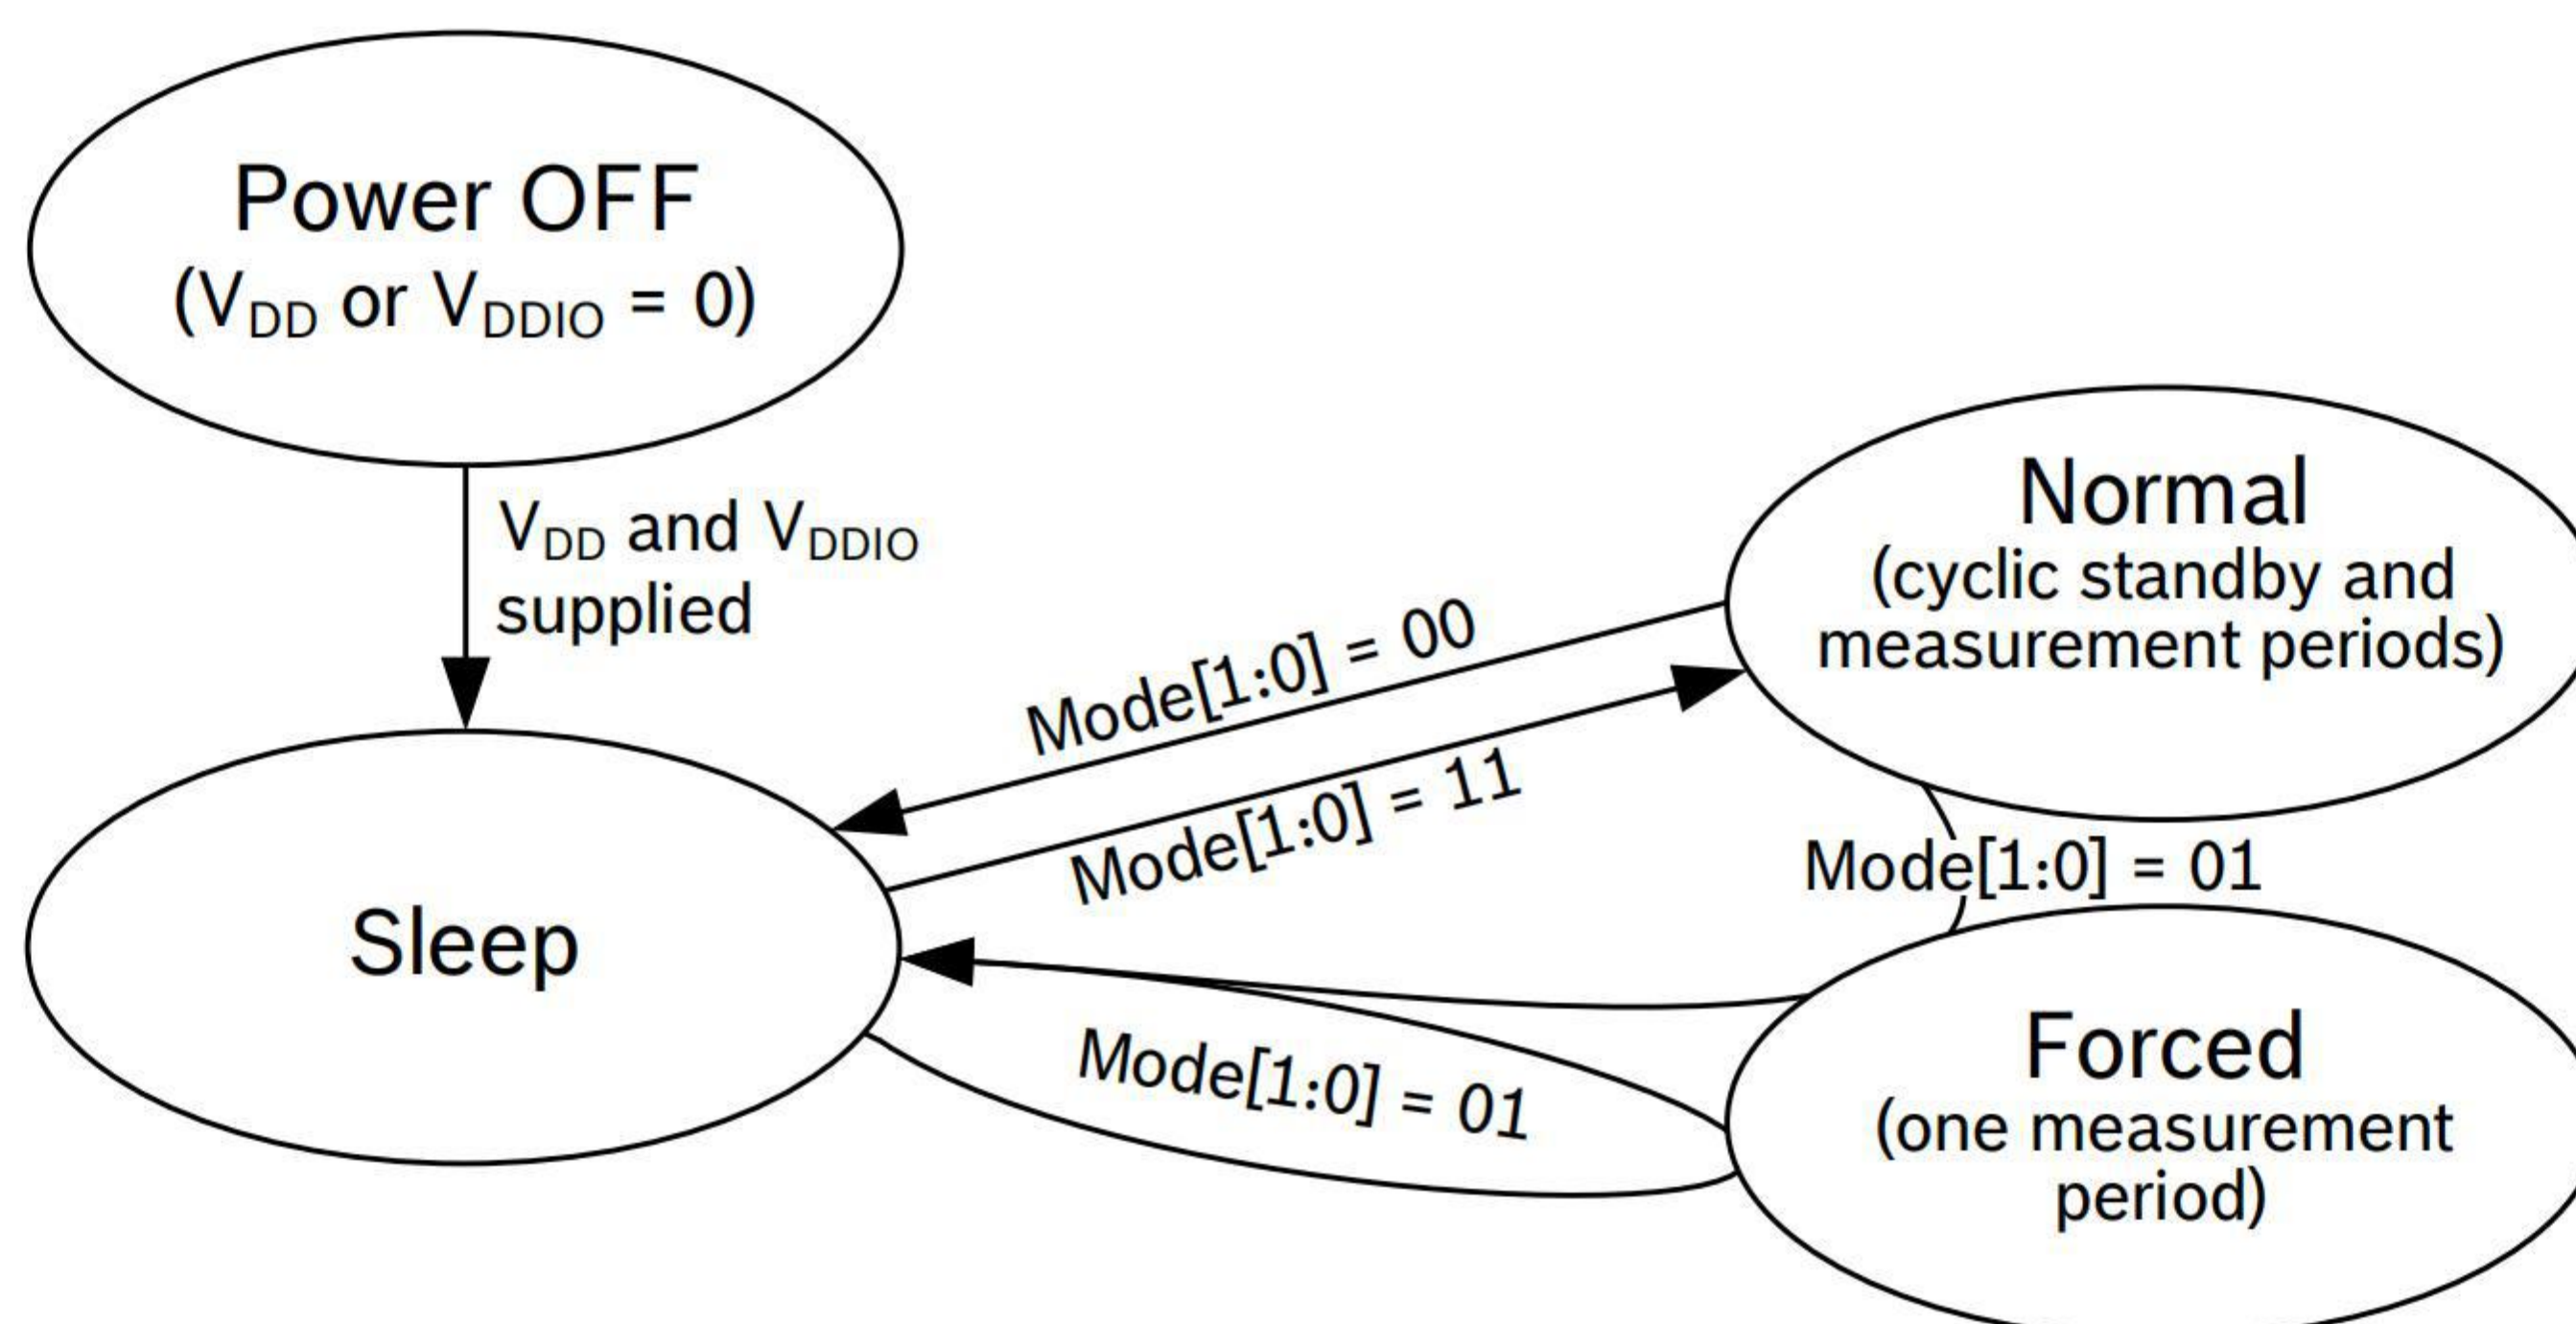 Power OFF
(VDD or VDDIO = 0)
VDD and VDDIO
supplied
Normal
(cyclic standby and
measurement periods)
Mode[1:0] = 00
Mode[1:0] = 11
Mode[1:0] = 01
Sleep
Mode[1:0] = 01
Forced
(one measurement
period)